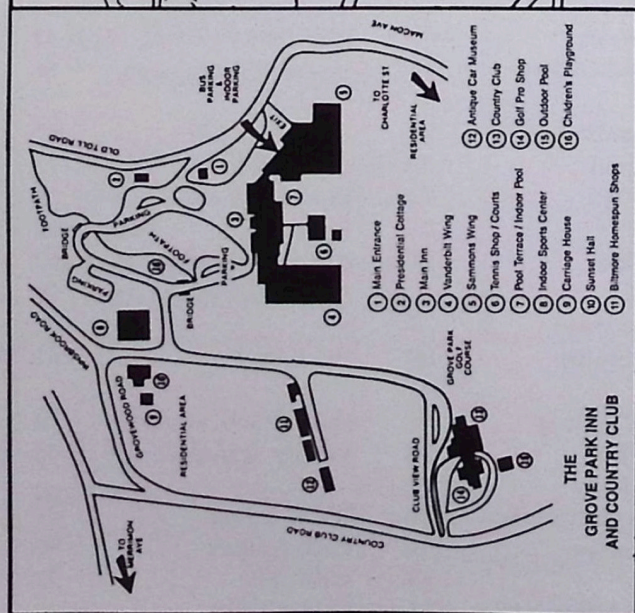 THE
GROVE PARK INN
AND COUNTRY CLUB
① Main Entrance
② Presidential Cottage
③ Main Inn
④ Vanderbilt Wing
⑤ Sammons Wing
⑥ Tennis Shop / Courts
⑦ Pool Terrace / Indoor Pool
⑧ Indoor Sports Center
⑨ Carriage House
⑩ Sunset Hall
⑪ Biltmore Homespun Shops
⑫ Antique Car Museum
⑬ Country Club
⑭ Golf Pro Shop
⑮ Outdoor Pool
⑯ Children's Playground
TO
MERRIMON
AVE
COUNTRY CLUB ROAD
CLUB VIEW ROAD
GROVE PARK
GOLF
COURSE
RESIDENTIAL AREA
GROVEWOOD ROAD
KINGBROOK ROAD
PARKING
BRIDGE
FOOTPATH
OLD TOLL ROAD
PARKING
FOOTPATH
BRIDGE
PARKING
BUS
PARKING
&
INDOOR
PARKING
EXIT
MACON AVE
TO
CHARLOTTE ST
RESIDENTIAL
AREA